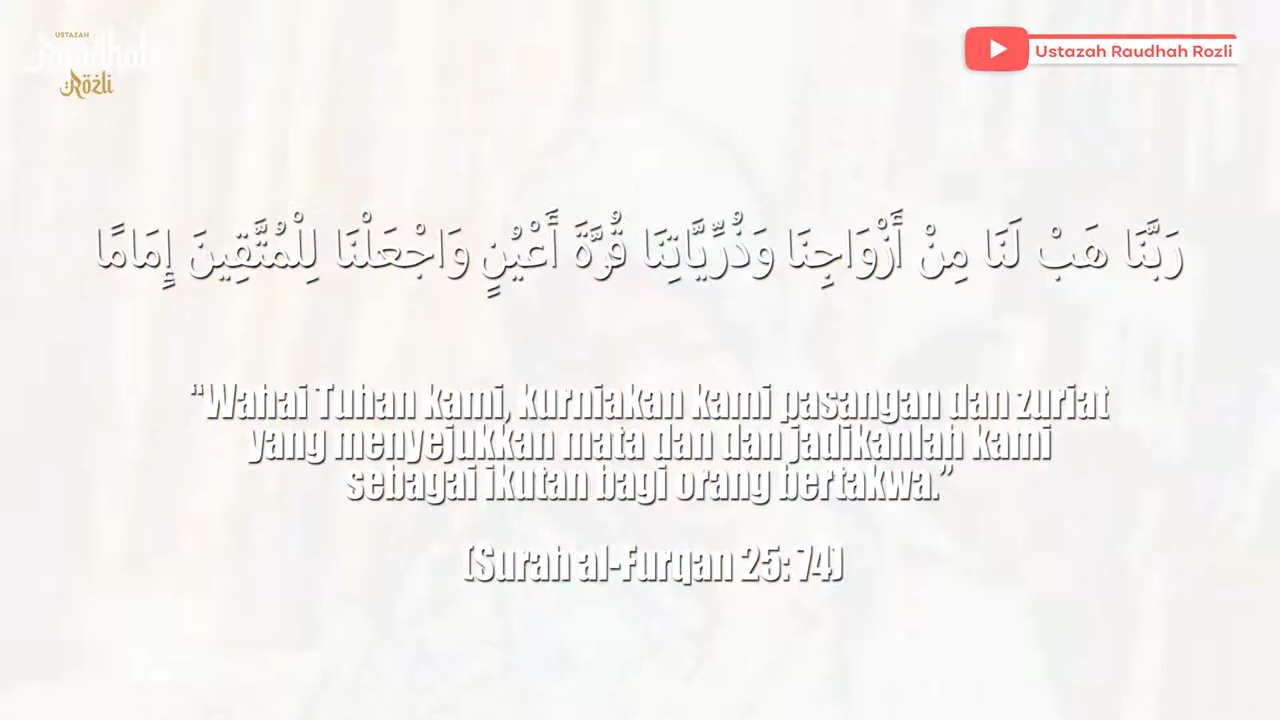 USTAZAH
Raudhah
Rozli
Ustazah Raudhah Rozli
رَبَّنَا هَبْ لَنَا مِنْ أَزْوَاجِنَا وَذُرِّيَّاتِنَا قُرَّةَ أَعْيُنٍ وَاجْعَلْنَا لِلْمُتَّقِينَ إِمَامًا
“Wahai Tuhan kami, kurniakan kami pasangan dan zuriat
yang menyejukkan mata dan dan jadikanlah kami
sebagai ikutan bagi orang bertakwa.”
(Surah al-Furqan 25: 74)